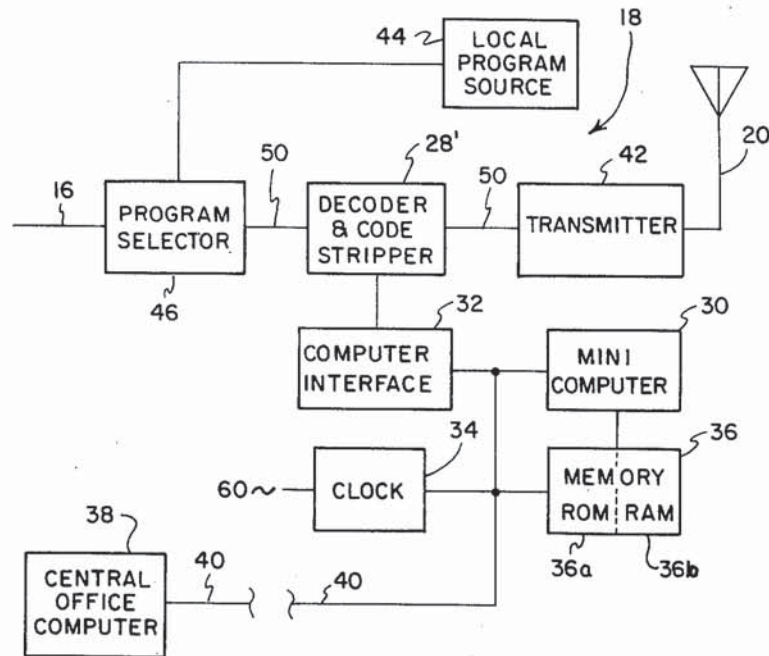 44
LOCAL
PROGRAM
SOURCE
18
20
16
PROGRAM
SELECTOR
46
50
28'
DECODER
& CODE
STRIPPER
50
42
TRANSMITTER
32
COMPUTER
INTERFACE
30
MINI
COMPUTER
34
60~
CLOCK
36
MEMORY
ROM RAM
36a 36b
38
CENTRAL
OFFICE
COMPUTER
40
40